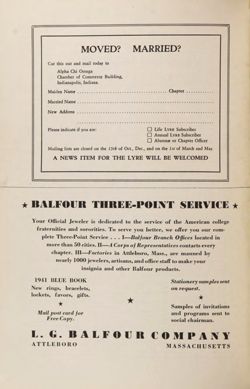 MOVED? MARRIED?
Cut this out and mail today to
Alpha Chi Omega
Chamber of Commerce Building,
Indianapolis, Indiana.
Maiden Name Chapter
Married Name
New Address
Please indicate if you are:
Life LYRE Subscriber
Annual LYRE Subscriber
Alumnae or Chapter Officer
Mailing lists are closed on the 15th of Oct., Dec., and on the 1st of March and May
A NEWS ITEM FOR THE LYRE WILL BE WELCOMED
★ BALFOUR THREE-POINT SERVICE ★
Your Official Jeweler is dedicated to the service of the American college
fraternities and sororities. To serve you better, we offer you our com-
plete Three-Point Service . . . I—Balfour Branch Offices located in
more than 50 cities. II—A Corps of Representatives contacts every
chapter. III—Factories in Attleboro, Mass., are manned by
nearly 1000 jewelers, artisans, and office staff to make your
insignia and other Balfour products.
1941 BLUE BOOK
New rings, bracelets,
lockets, favors, gifts.
★
Mail post card for
Free Copy.
Stationery samples sent
on request.
★
Samples of invitations
and programs sent to
social chairman.
L. G. BALFOUR COMPANY
ATTLEBORO MASSACHUSETTS